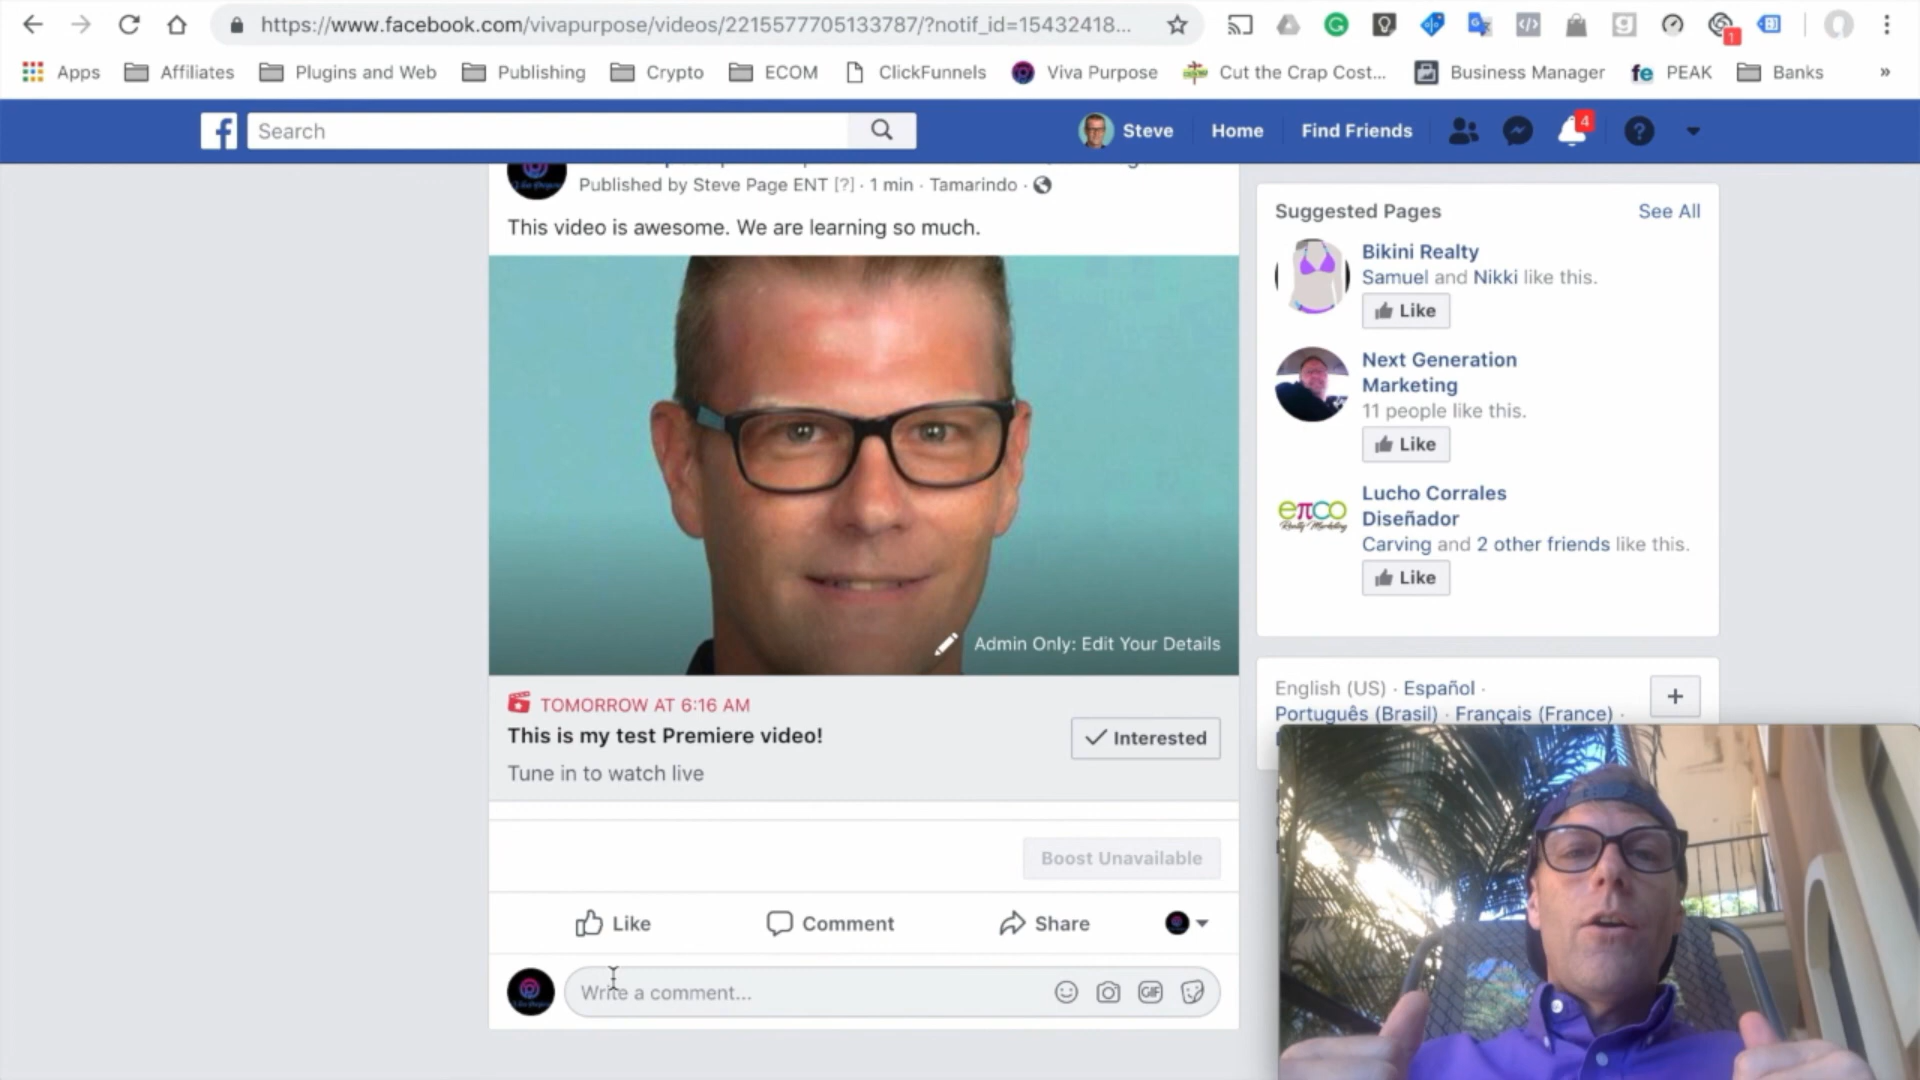 https://www.facebook.com/vivapurpose/videos/2215577705133787/?notif_id=15432418...
1
Apps
Affiliates
Plugins and Web
Publishing
Crypto
ECOM
ClickFunnels
Viva Purpose
Cut the Crap Cost...
Business Manager
fe PEAK
Banks
»
f
Search
Steve
Home
Find Friends
4
?
Published by Steve Page ENT [?] · 1 min · Tamarindo ·
This video is awesome. We are learning so much.
Admin Only: Edit Your Details
TOMORROW AT 6:16 AM
This is my test Premiere video!
Tune in to watch live
Interested
Boost Unavailable
Like
Comment
Share
Write a comment...
GIF
Suggested Pages
See All
Bikini Realty
Samuel and Nikki like this.
Like
Next Generation
Marketing
11 people like this.
Like
Lucho Corrales
Diseñador
Carving and 2 other friends like this.
Like
English (US) · Español ·
Português (Brasil) · Français (France) ·
+